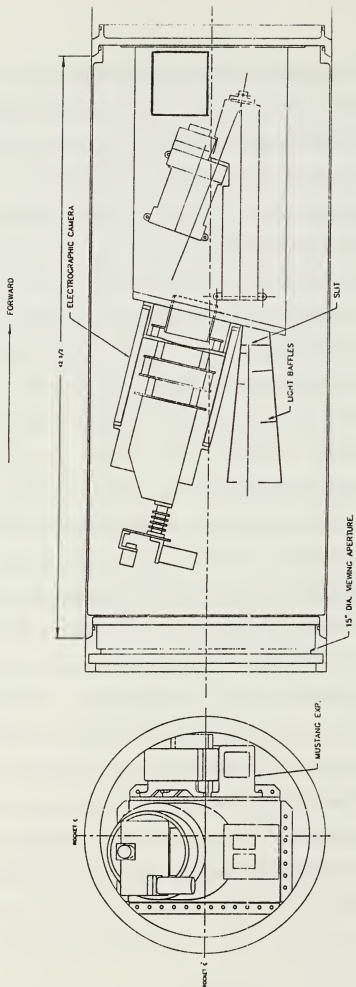 FORWARD
ELECTROGRAPHIC CAMERA
42 1/2
SLIT
LIGHT BAFFLES
15" DIA. VIEWING APERTURE.
MUSTANG EXP.
ROCKET ℄
ROCKET ℄